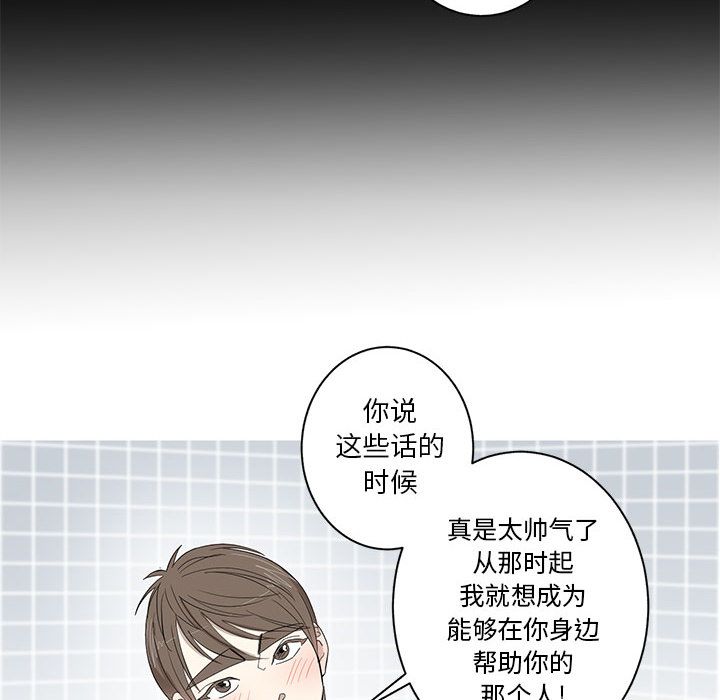 你说
这些话的
时候
真是太帅气了
从那时起
我就想成为
能够在你身边
帮助你的
那个人!